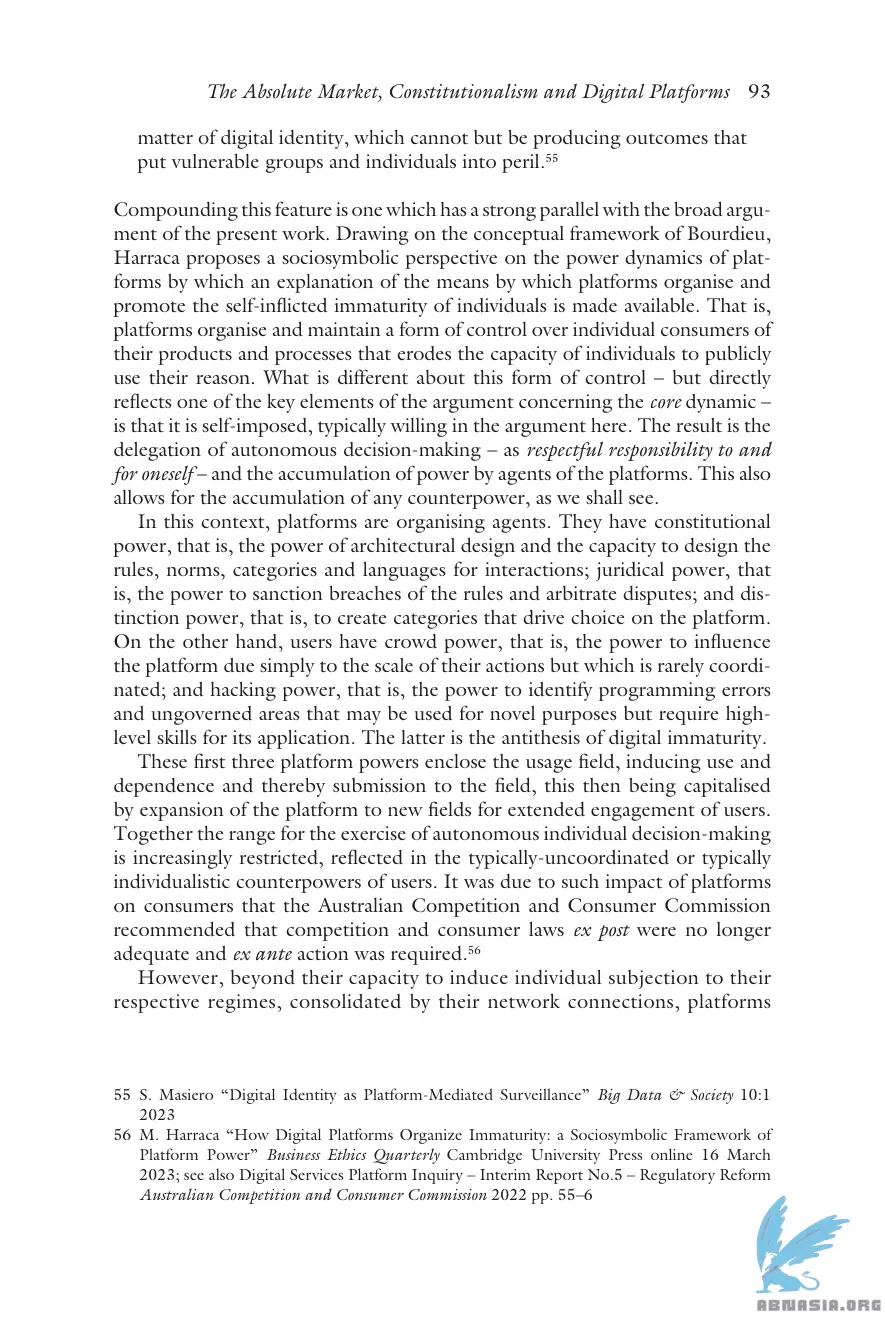 The Absolute Market, Constitutionalism and Digital Platforms 93
matter of digital identity, which cannot but be producing outcomes that
put vulnerable groups and individuals into peril.55
Compounding this feature is one which has a strong parallel with the broad argu-
ment of the present work. Drawing on the conceptual framework of Bourdieu,
Harraca proposes a sociosymbolic perspective on the power dynamics of plat-
forms by which an explanation of the means by which platforms organise and
promote the self-inflicted immaturity of individuals is made available. That is,
platforms organise and maintain a form of control over individual consumers of
their products and processes that erodes the capacity of individuals to publicly
use their reason. What is different about this form of control – but directly
reflects one of the key elements of the argument concerning the core dynamic –
is that it is self-imposed, typically willing in the argument here. The result is the
delegation of autonomous decision-making – as respectful responsibility to and
for oneself – and the accumulation of power by agents of the platforms. This also
allows for the accumulation of any counterpower, as we shall see.
In this context, platforms are organising agents. They have constitutional
power, that is, the power of architectural design and the capacity to design the
rules, norms, categories and languages for interactions; juridical power, that
is, the power to sanction breaches of the rules and arbitrate disputes; and dis-
tinction power, that is, to create categories that drive choice on the platform.
On the other hand, users have crowd power, that is, the power to influence
the platform due simply to the scale of their actions but which is rarely coordi-
nated; and hacking power, that is, the power to identify programming errors
and ungoverned areas that may be used for novel purposes but require high-
level skills for its application. The latter is the antithesis of digital immaturity.
These first three platform powers enclose the usage field, inducing use and
dependence and thereby submission to the field, this then being capitalised
by expansion of the platform to new fields for extended engagement of users.
Together the range for the exercise of autonomous individual decision-making
is increasingly restricted, reflected in the typically-uncoordinated or typically
individualistic counterpowers of users. It was due to such impact of platforms
on consumers that the Australian Competition and Consumer Commission
recommended that competition and consumer laws ex post were no longer
adequate and ex ante action was required.56
However, beyond their capacity to induce individual subjection to their
respective regimes, consolidated by their network connections, platforms
55 S. Masiero “Digital Identity as Platform-Mediated Surveillance” Big Data & Society 10:1
2023
56 M. Harraca “How Digital Platforms Organize Immaturity: a Sociosymbolic Framework of
Platform Power” Business Ethics Quarterly Cambridge University Press online 16 March
2023; see also Digital Services Platform Inquiry – Interim Report No.5 – Regulatory Reform
Australian Competition and Consumer Commission 2022 pp. 55–6
ABNASIA.ORG